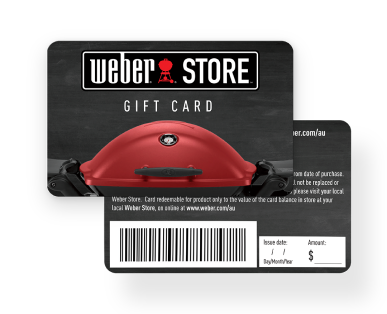 weber STORE
GIFT CARD
weber.com/au
from date of purchase.
not be replaced or
please visit your local
Weber Store. Card redeemable for product only to the value of the card balance in store at your
local Weber Store, on online at www.weber.com/au
Issue date: Amount:
/ /
Day/Month/Year $